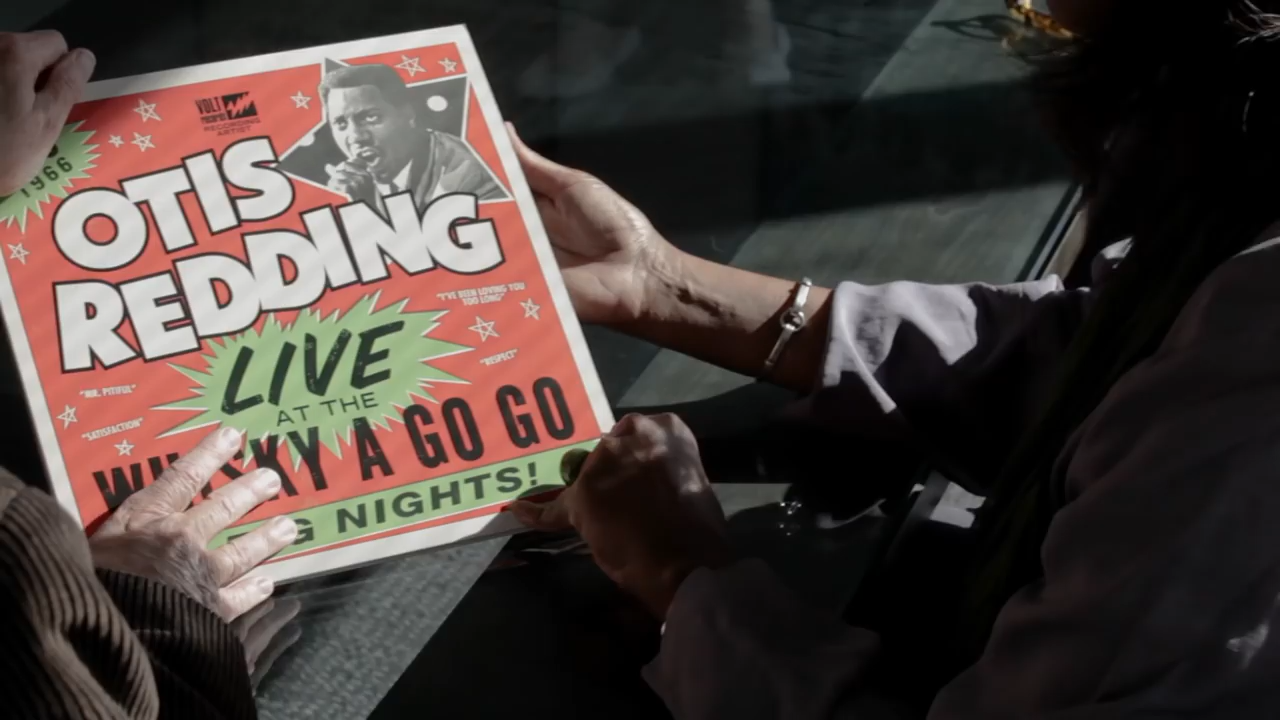 VOLT
RECORDING
ARTIST
1966
OTIS
REDDING
"I'VE BEEN LOVING YOU
TOO LONG"
LIVE
"RESPECT"
AT THE
"MR. PITIFUL"
"SATISFACTION"
A GO GO
NIGHTS!